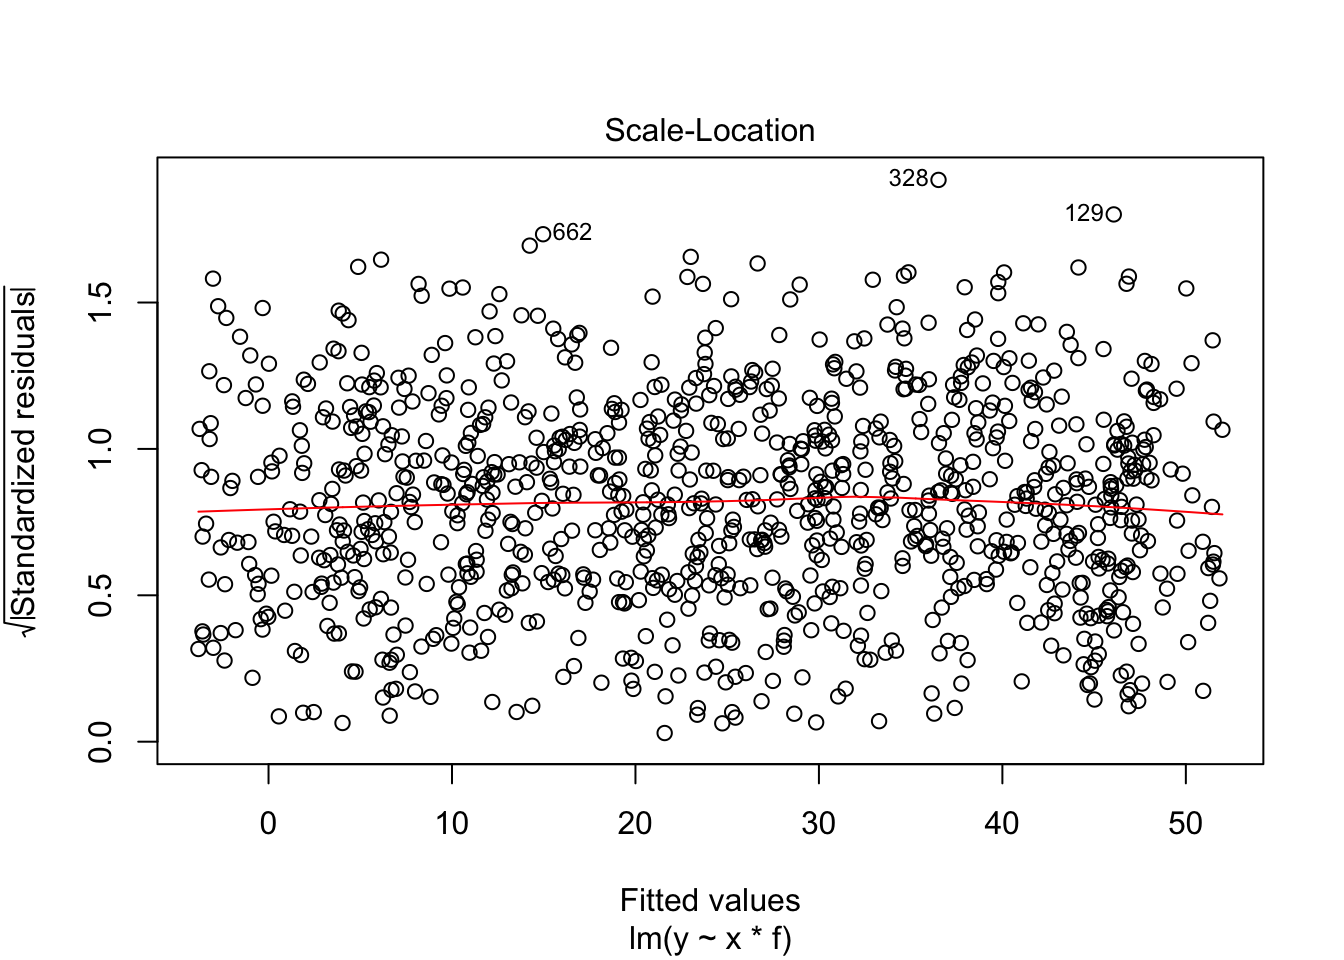 Scale-Location
328
129
662
√|Standardized residuals|
0.0 0.5 1.0 1.5
0 10 20 30 40 50
Fitted values
lm(y ~ x * f)